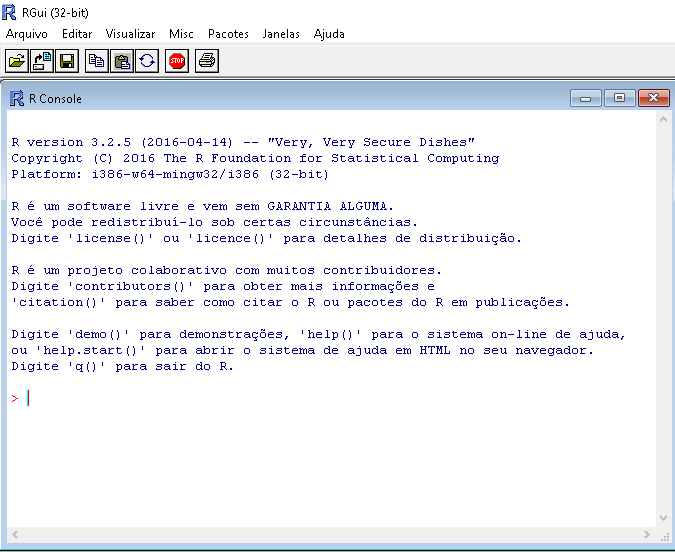 RGui (32-bit)
Arquivo Editar Visualizar Misc Pacotes Janelas Ajuda
STOP
R Console
R version 3.2.5 (2016-04-14) -- "Very, Very Secure Dishes"
Copyright (C) 2016 The R Foundation for Statistical Computing
Platform: i386-w64-mingw32/i386 (32-bit)
R é um software livre e vem sem GARANTIA ALGUMA.
Você pode redistribuí-lo sob certas circunstâncias.
Digite 'license()' ou 'licence()' para detalhes de distribuição.
R é um projeto colaborativo com muitos contribuidores.
Digite 'contributors()' para obter mais informações e
'citation()' para saber como citar o R ou pacotes do R em publicações.
Digite 'demo()' para demonstrações, 'help()' para o sistema on-line de ajuda,
ou 'help.start()' para abrir o sistema de ajuda em HTML no seu navegador.
Digite 'q()' para sair do R.
>